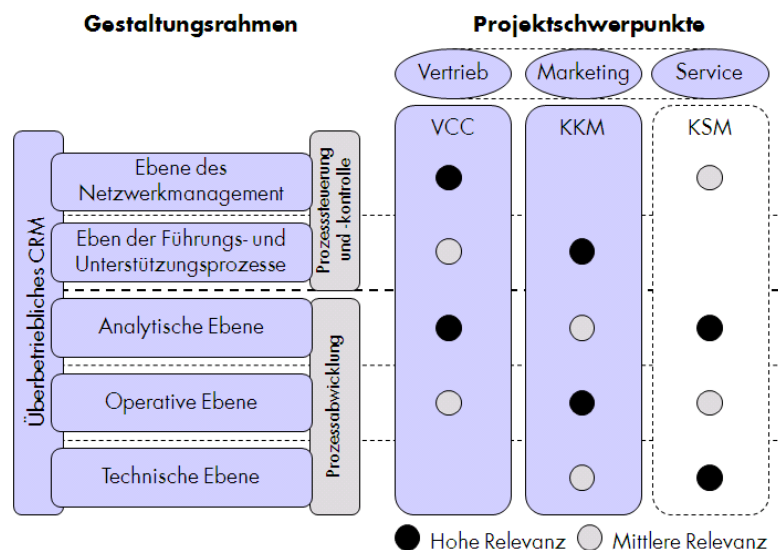 Gestaltungsrahmen
Projektschwerpunkte
Vertrieb
Marketing
Service
VCC
KKM
KSM
Überbetriebliches CRM
Ebene des
Netzwerkmanagement
Eben der Führungs- und
Unterstützungsprozesse
Prozesssteuerung
und -kontrolle
Analytische Ebene
Operative Ebene
Technische Ebene
Prozessabwicklung
Hohe Relevanz
Mittlere Relevanz